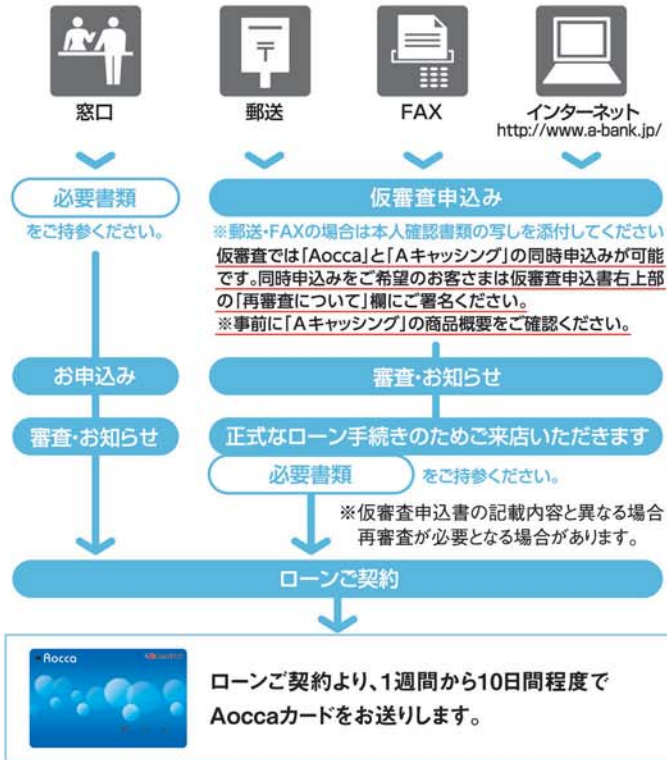 窓口
郵送
FAX
インターネット
http://www.a-bank.jp/
必要書類
をご持参ください。
仮審査申込み
※郵送・FAXの場合は本人確認書類の写しを添付してください
仮審査では「Aocca」と「Aキャッシング」の同時申込みが可能
です。同時申込みをご希望のお客さまは仮審査申込書右上部
の「再審査について」欄にご署名ください。
※事前に「Aキャッシング」の商品概要をご確認ください。
お申込み
審査・お知らせ
審査・お知らせ
正式なローン手続きのためご来店いただきます
必要書類
をご持参ください。
※仮審査申込書の記載内容と異なる場合
再審査が必要となる場合があります。
ローンご契約
Aocca
ローンご契約より、1週間から10日間程度で
Aoccaカードをお送りします。